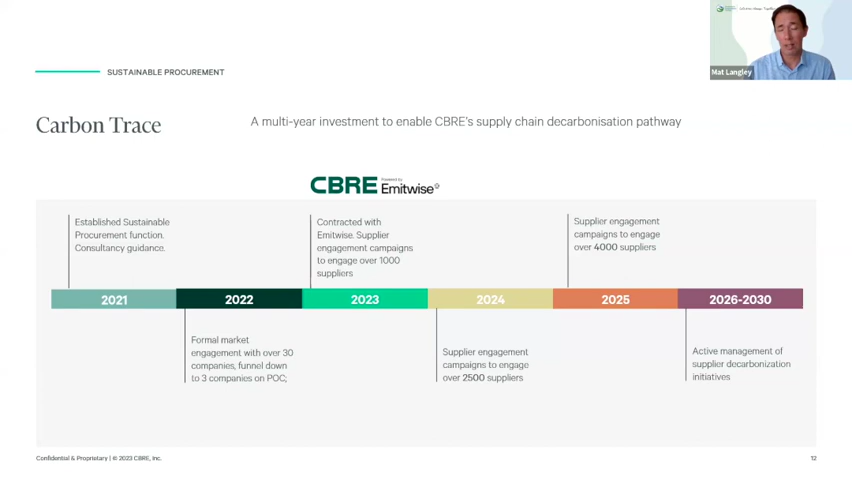 Mat Langley
SUSTAINABLE PROCUREMENT
Carbon Trace
A multi-year investment to enable CBRE's supply chain decarbonisation pathway
CBRE Powered by Emitwise
Established Sustainable
Procurement function.
Consultancy guidance.
Contracted with
Emitwise. Supplier
engagement campaigns
to engage over 1000
suppliers
Supplier engagement
campaigns to engage
over 4000 suppliers
2021 2022 2023 2024 2025 2026-2030
Formal market
engagement with over 30
companies, funnel down
to 3 companies on POC;
Supplier engagement
campaigns to engage
over 2500 suppliers
Active management of
supplier decarbonization
initiatives
Confidential & Proprietary | © 2023 CBRE, Inc.
12